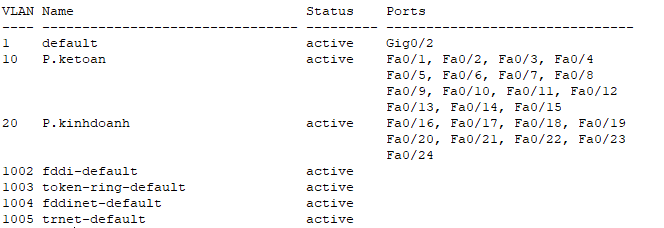 VLAN Name                             Status    Ports
---- -------------------------------- --------- -------------------------------
1    default                          active    Gig0/2
10   P.ketoan                         active    Fa0/1, Fa0/2, Fa0/3, Fa0/4
                                                Fa0/5, Fa0/6, Fa0/7, Fa0/8
                                                Fa0/9, Fa0/10, Fa0/11, Fa0/12
                                                Fa0/13, Fa0/14, Fa0/15
20   P.kinhdoanh                      active    Fa0/16, Fa0/17, Fa0/18, Fa0/19
                                                Fa0/20, Fa0/21, Fa0/22, Fa0/23
                                                Fa0/24
1002 fddi-default                     active
1003 token-ring-default               active
1004 fddinet-default                  active
1005 trnet-default                    active